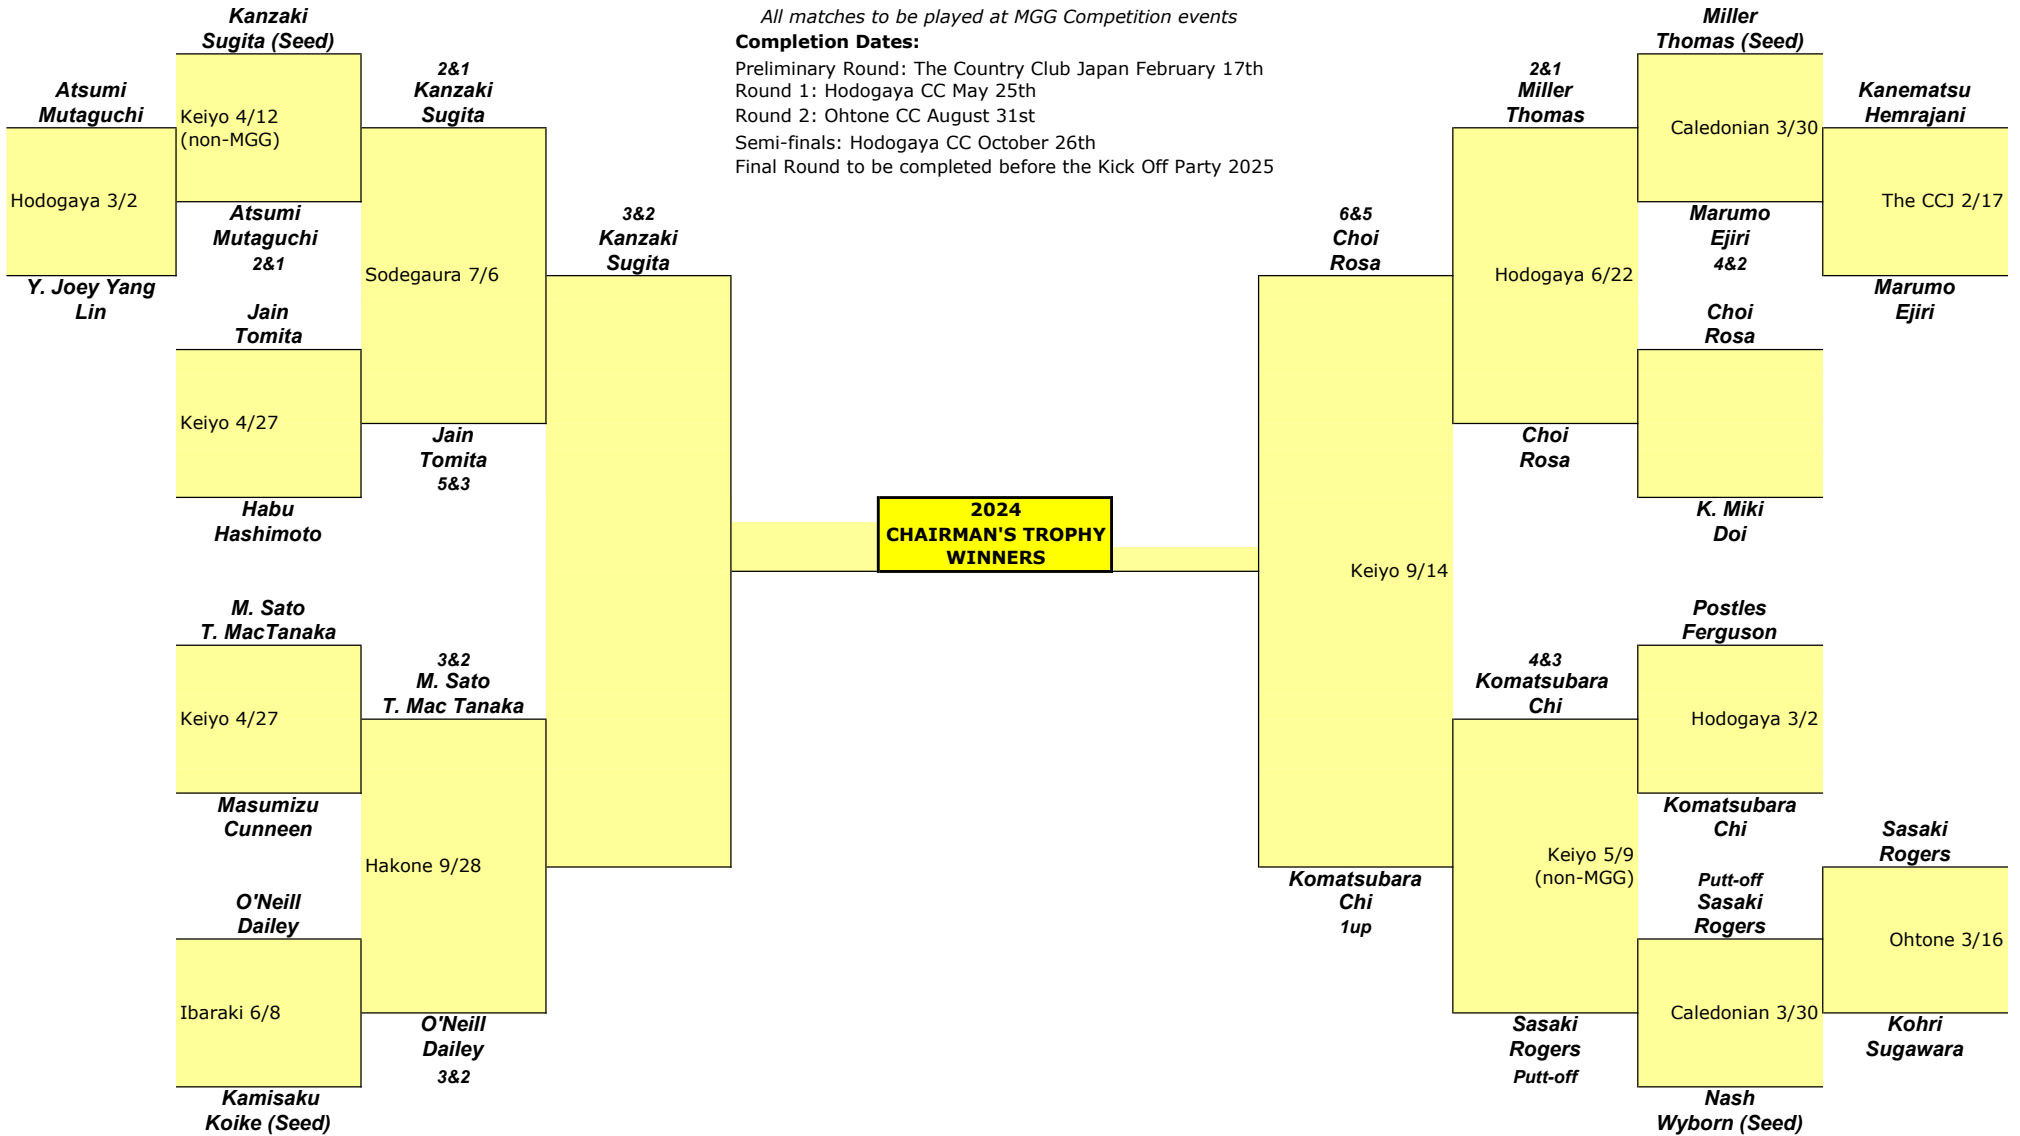 All matches to be played at MGG Competition events
Completion Dates:
Preliminary Round: The Country Club Japan February 17th
Round 1: Hodogaya CC May 25th
Round 2: Ohtone CC August 31st
Semi-finals: Hodogaya CC October 26th
Final Round to be completed before the Kick Off Party 2025
Atsumi
Mutaguchi
Hodogaya 3/2
Y. Joey Yang
Lin
Kanzaki
Sugita (Seed)
Keiyo 4/12
(non-MGG)
Atsumi
Mutaguchi
2&1
Jain
Tomita
Keiyo 4/27
Habu
Hashimoto
M. Sato
T. MacTanaka
Keiyo 4/27
Masumizu
Cunneen
O'Neill
Dailey
Ibaraki 6/8
Kamisaku
Koike (Seed)
2&1
Kanzaki
Sugita
Sodegaura 7/6
Jain
Tomita
5&3
3&2
M. Sato
T. Mac Tanaka
Hakone 9/28
O'Neill
Dailey
3&2
3&2
Kanzaki
Sugita
2024
CHAIRMAN'S TROPHY
WINNERS
6&5
Choi
Rosa
Keiyo 9/14
Komatsubara
Chi
1up
2&1
Miller
Thomas
Hodogaya 6/22
Choi
Rosa
4&3
Komatsubara
Chi
Keiyo 5/9
(non-MGG)
Sasaki
Rogers
Putt-off
Miller
Thomas (Seed)
Caledonian 3/30
Marumo
Ejiri
4&2
Choi
Rosa
K. Miki
Doi
Postles
Ferguson
Hodogaya 3/2
Komatsubara
Chi
Putt-off
Sasaki
Rogers
Caledonian 3/30
Nash
Wyborn (Seed)
Kanematsu
Hemrajani
The CCJ 2/17
Marumo
Ejiri
Sasaki
Rogers
Ohtone 3/16
Kohri
Sugawara